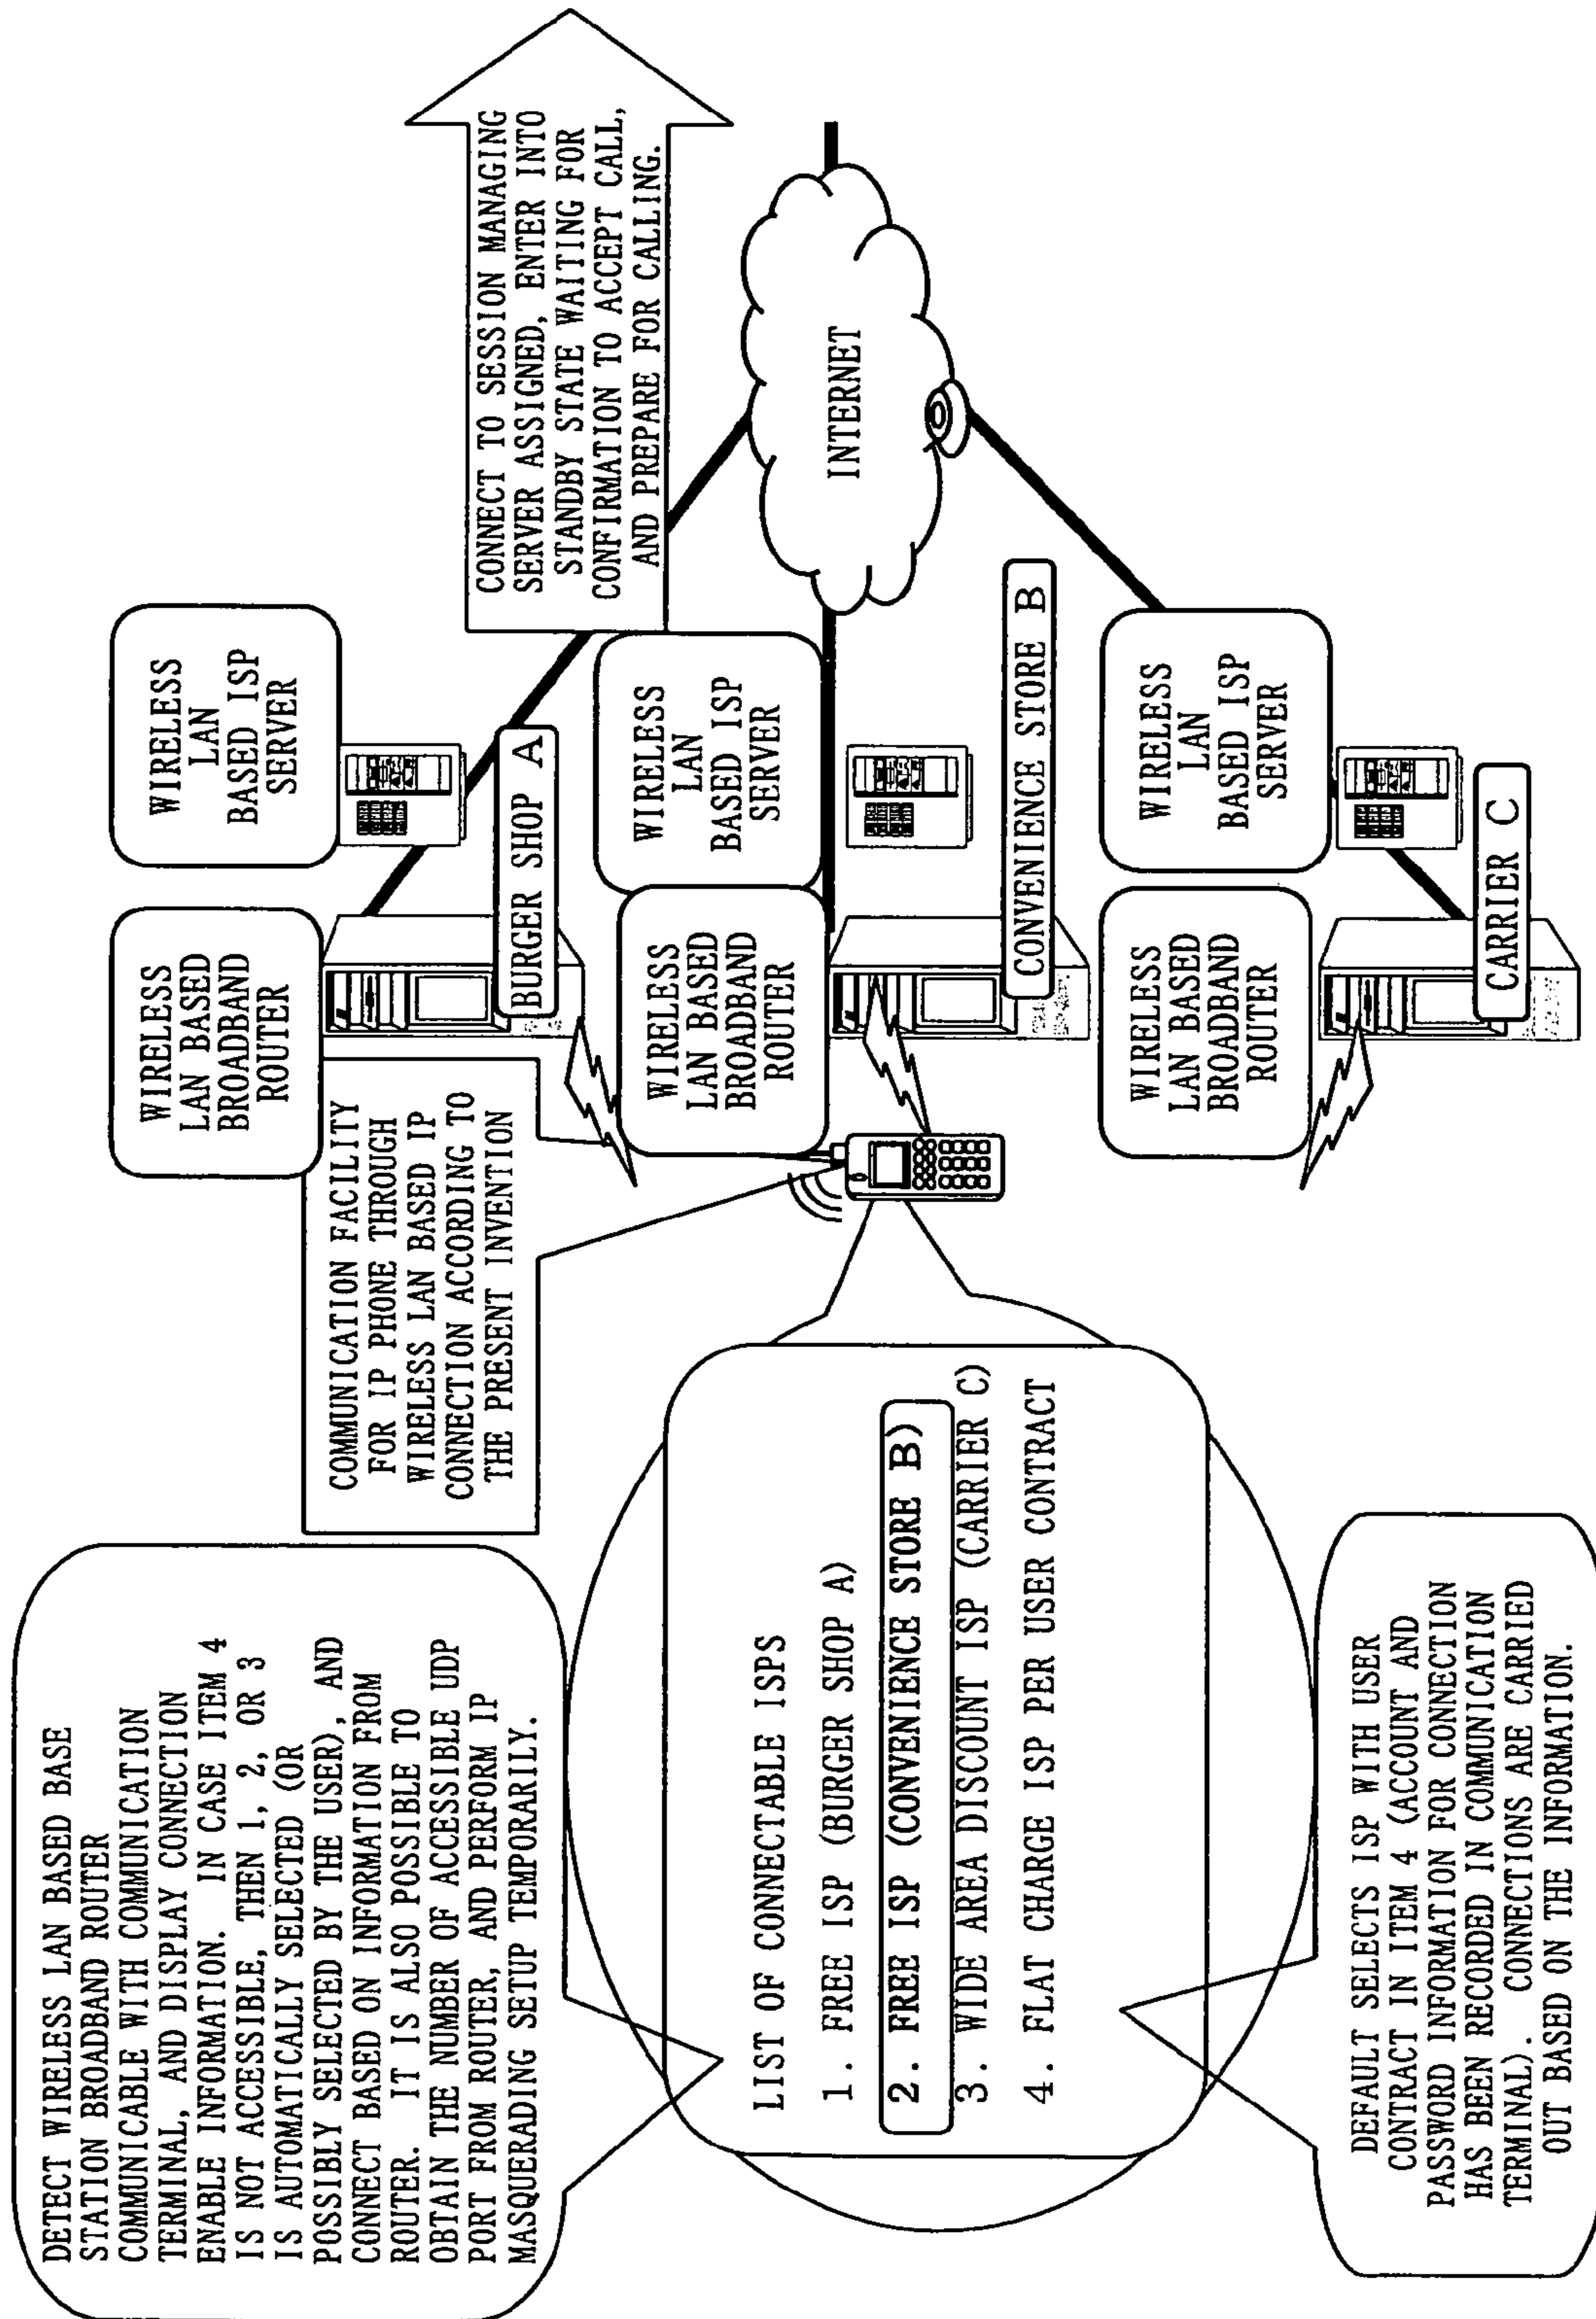 DETECT WIRELESS LAN BASED BASE
STATION BROADBAND ROUTER
COMMUNICABLE WITH COMMUNICATION
TERMINAL, AND DISPLAY CONNECTION
ENABLE INFORMATION. IN CASE ITEM 4
IS NOT ACCESSIBLE, THEN 1, 2, OR 3
IS AUTOMATICALLY SELECTED (OR
POSSIBLY SELECTED BY THE USER), AND
CONNECT BASED ON INFORMATION FROM
ROUTER. IT IS ALSO POSSIBLE TO
OBTAIN THE NUMBER OF ACCESSIBLE UDP
PORT FROM ROUTER, AND PERFORM IP
MASQUERADING SETUP TEMPORARILY.
COMMUNICATION FACILITY
FOR IP PHONE THROUGH
WIRELESS LAN BASED IP
CONNECTION ACCORDING TO
THE PRESENT INVENTION
WIRELESS
LAN BASED
BROADBAND
ROUTER
WIRELESS
LAN
BASED ISP
SERVER
BURGER SHOP A
CONNECT TO SESSION MANAGING
SERVER ASSIGNED, ENTER INTO
STANDBY STATE WAITING FOR
CONFIRMATION TO ACCEPT CALL,
AND PREPARE FOR CALLING.
LIST OF CONNECTABLE ISPS
1. FREE ISP (BURGER SHOP A)
2. FREE ISP (CONVENIENCE STORE B)
3. WIDE AREA DISCOUNT ISP (CARRIER C)
4. FLAT CHARGE ISP PER USER CONTRACT
WIRELESS
LAN BASED
BROADBAND
ROUTER
WIRELESS
LAN
BASED ISP
SERVER
CONVENIENCE STORE B
INTERNET
DEFAULT SELECTS ISP WITH USER
CONTRACT IN ITEM 4 (ACCOUNT AND
PASSWORD INFORMATION FOR CONNECTION
HAS BEEN RECORDED IN COMMUNICATION
TERMINAL). CONNECTIONS ARE CARRIED
OUT BASED ON THE INFORMATION.
WIRELESS
LAN BASED
BROADBAND
ROUTER
WIRELESS
LAN
BASED ISP
SERVER
CARRIER C